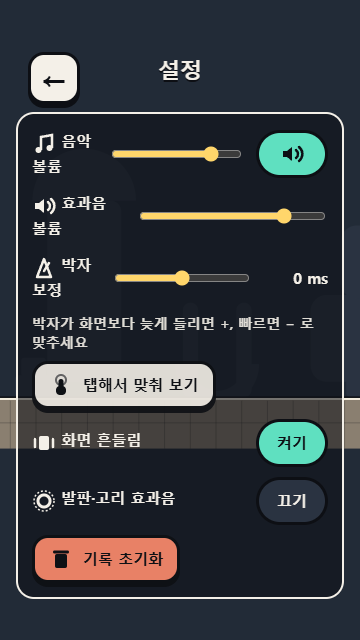 설정
음악
볼륨
효과음
볼륨
박자
보정
0 ms
박자가 화면보다 늦게 들리면 +, 빠르면 − 로
맞추세요
탭해서 맞춰 보기
화면 흔들림
켜기
발판·고리 효과음
끄기
기록 초기화